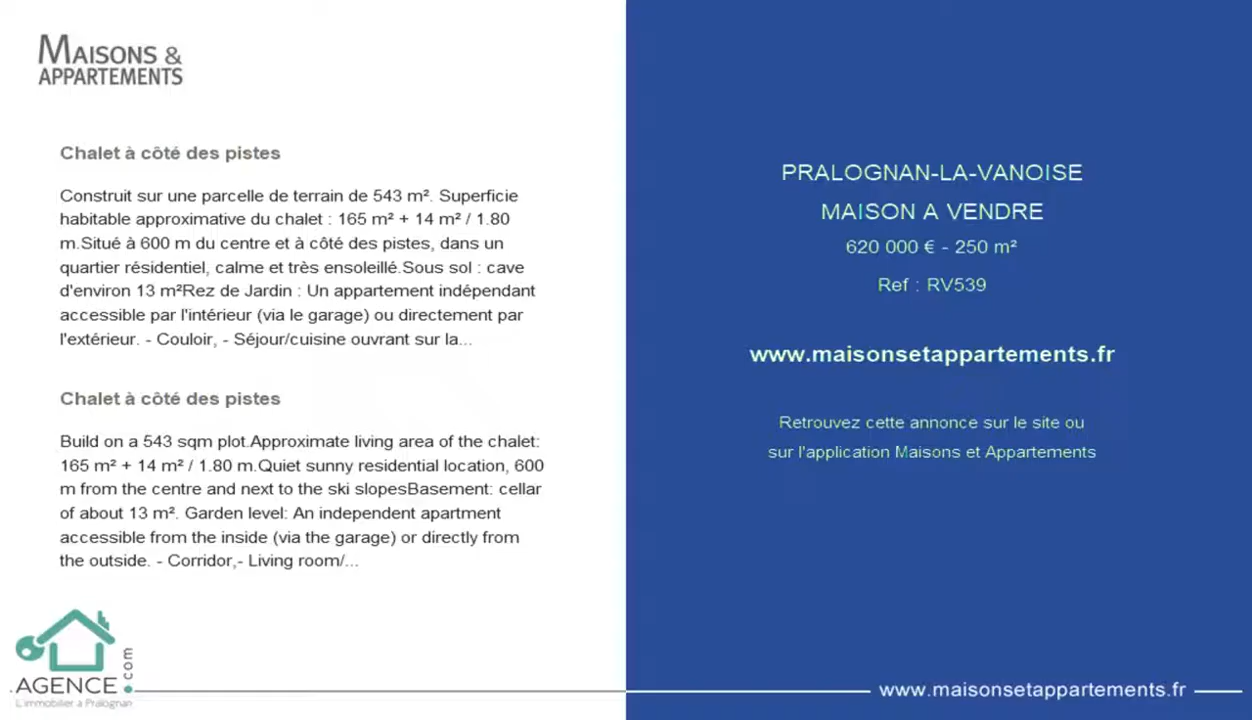 MAISONS &
APPARTEMENTS
Chalet à côté des pistes
Construit sur une parcelle de terrain de 543 m². Superficie
habitable approximative du chalet : 165 m² + 14 m² / 1.80
m.Situé à 600 m du centre et à côté des pistes, dans un
quartier résidentiel, calme et très ensoleillé.Sous sol : cave
d'environ 13 m²Rez de Jardin : Un appartement indépendant
accessible par l'intérieur (via le garage) ou directement par
l'extérieur. - Couloir, - Séjour/cuisine ouvrant sur la...
Chalet à côté des pistes
Build on a 543 sqm plot.Approximate living area of the chalet:
165 m² + 14 m² / 1.80 m.Quiet sunny residential location, 600
m from the centre and next to the ski slopesBasement: cellar
of about 13 m². Garden level: An independent apartment
accessible from the inside (via the garage) or directly from
the outside. - Corridor,- Living room/...
AGENCE.com
L'immobilier à Pralognan
PRALOGNAN-LA-VANOISE
MAISON A VENDRE
620 000 € - 250 m²
Ref : RV539
www.maisonsetappartements.fr
Retrouvez cette annonce sur le site ou
sur l'application Maisons et Appartements
www.maisonsetappartements.fr